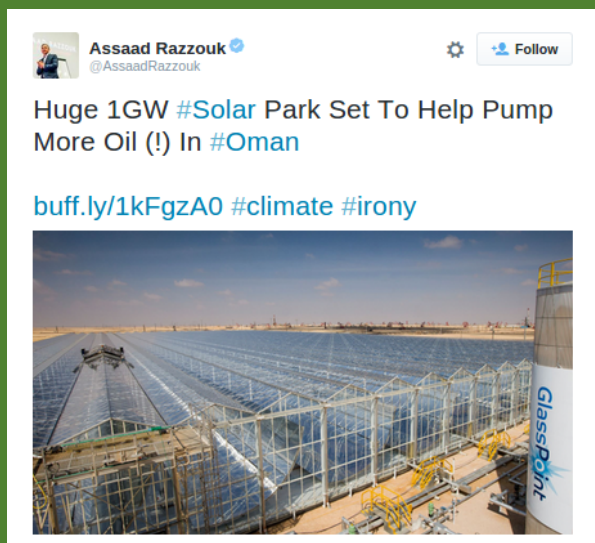 Assaad Razzouk
@AssaadRazzouk
Follow
Huge 1GW #Solar Park Set To Help Pump
More Oil (!) In #Oman
buff.ly/1kFgzA0 #climate #irony
GlassPoint